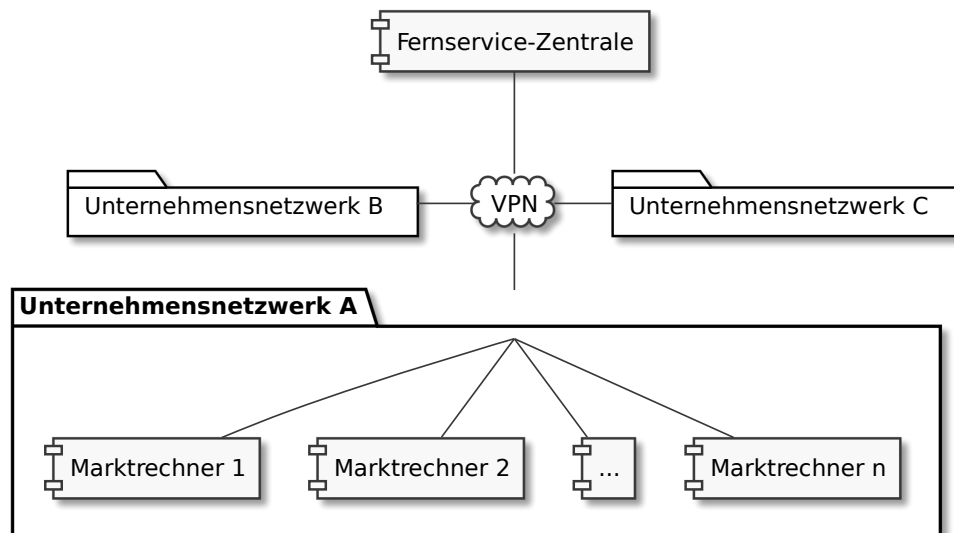 Fernservice-Zentrale
Unternehmensnetzwerk B
VPN
Unternehmensnetzwerk C
Unternehmensnetzwerk A
Marktrechner 1
Marktrechner 2
...
Marktrechner n